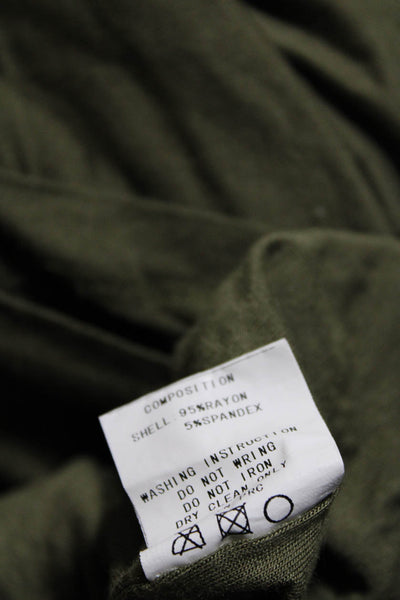 COMPOSITION
SHELL: 95%RAYON
5%SPANDEX
WASHING INSTRUCTION
DO NOT WRING
DO NOT IRON
DRY CLEAN ONLY